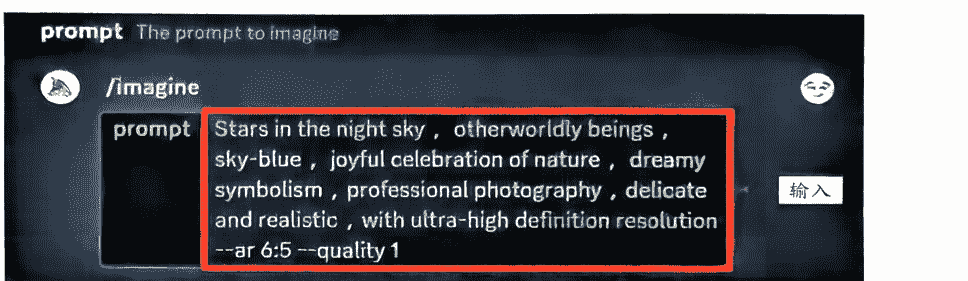 prompt The prompt to imagine
/imagine
prompt Stars in the night sky , otherworldly beings ,
sky-blue , joyful celebration of nature , dreamy
symbolism , professional photography , delicate
and realistic , with ultra-high definition resolution
--ar 6:5 --quality 1
输入